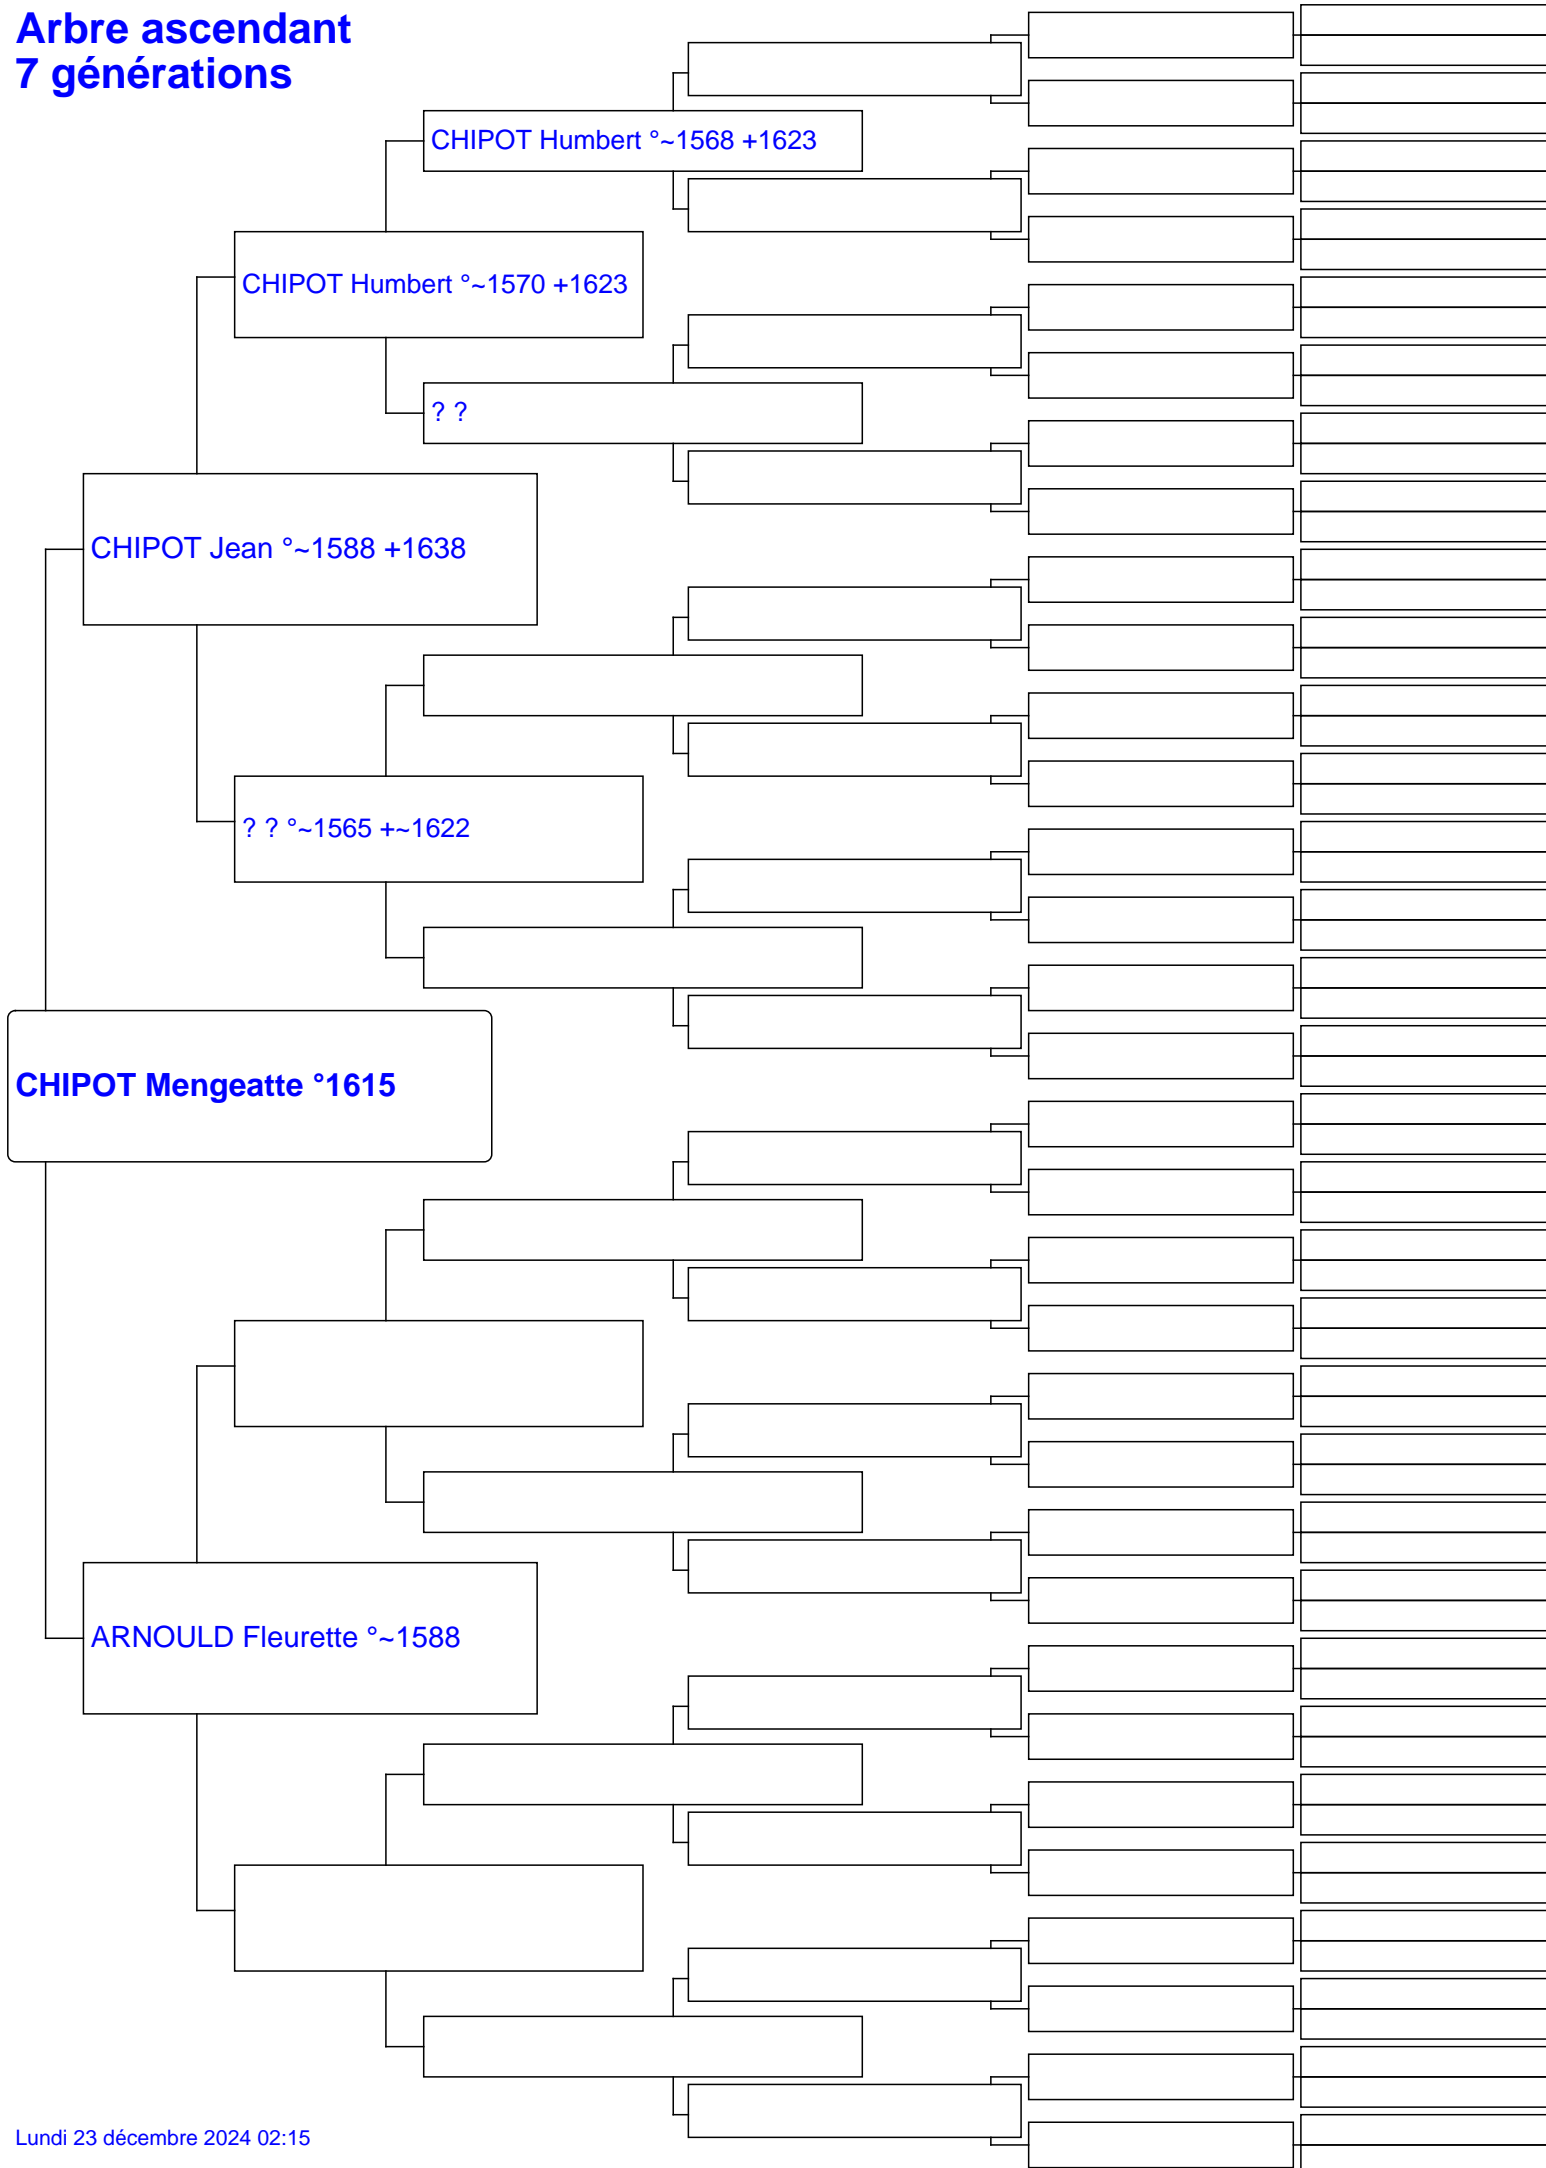 Arbre ascendant
7 générations
CHIPOT Humbert °~1568 +1623
CHIPOT Humbert °~1570 +1623
? ?
CHIPOT Jean °~1588 +1638
? ? °~1565 +~1622
CHIPOT Mengeatte °1615
ARNOULD Fleurette °~1588
Lundi 23 décembre 2024 02:15